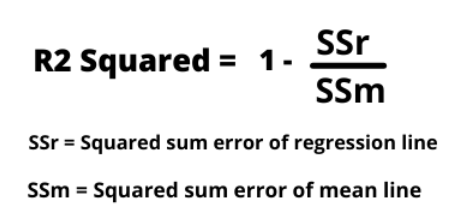 R2 Squared = 1 - SSr
SSm
SSr = Squared sum error of regression line
SSm = Squared sum error of mean line